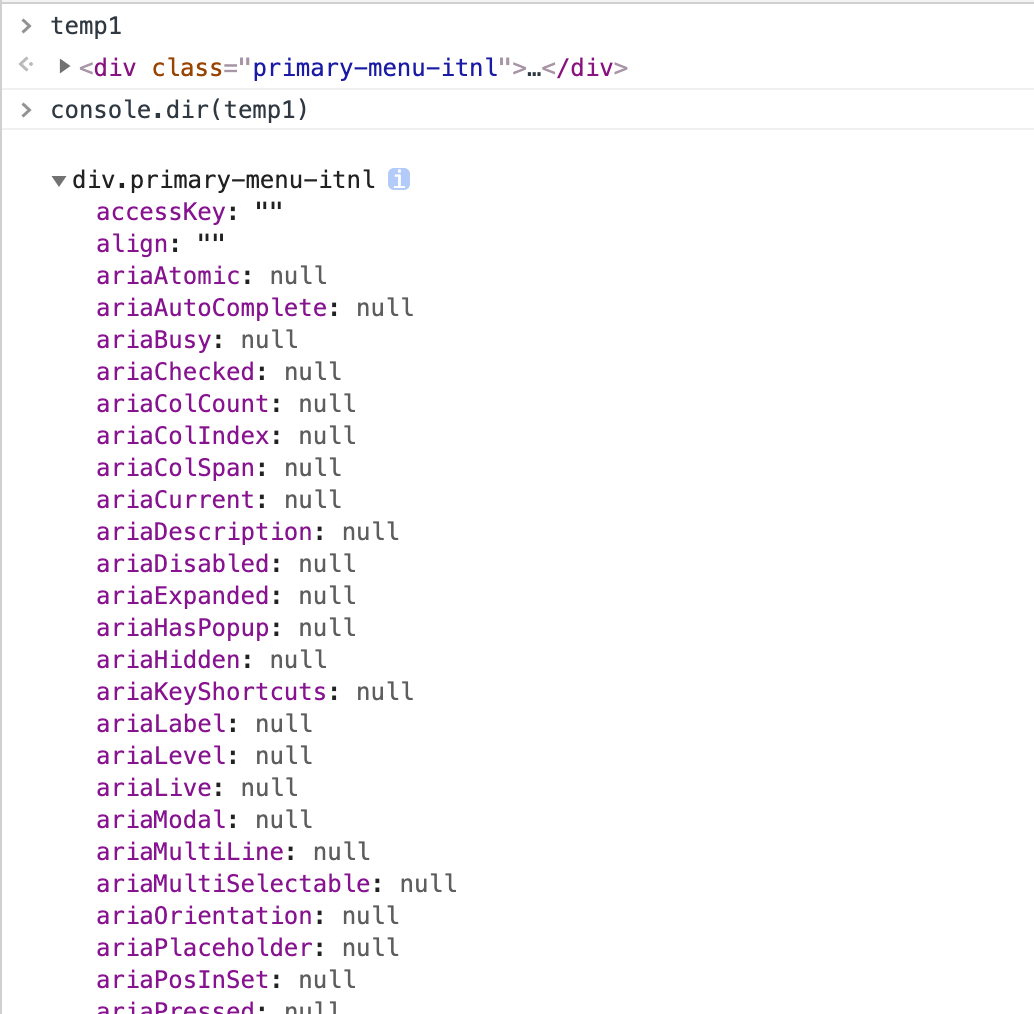 > temp1
<div class="primary-menu-itnl">…</div>
> console.dir(temp1)
div.primary-menu-itnl i
accessKey: ""
align: ""
ariaAtomic: null
ariaAutoComplete: null
ariaBusy: null
ariaChecked: null
ariaColCount: null
ariaColIndex: null
ariaColSpan: null
ariaCurrent: null
ariaDescription: null
ariaDisabled: null
ariaExpanded: null
ariaHasPopup: null
ariaHidden: null
ariaKeyShortcuts: null
ariaLabel: null
ariaLevel: null
ariaLive: null
ariaModal: null
ariaMultiLine: null
ariaMultiSelectable: null
ariaOrientation: null
ariaPlaceholder: null
ariaPosInSet: null
ariaPressed: null